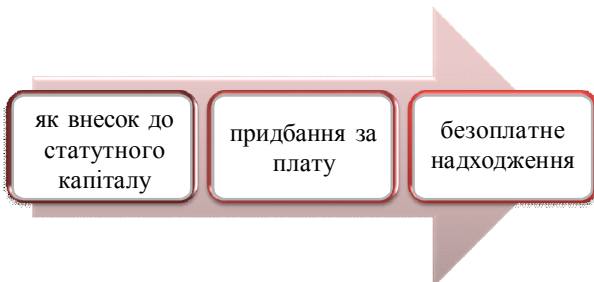 як внесок до
статутного
капіталу
придбання за
плату
безоплатне
надходження